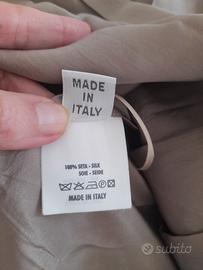 MADE
IN
ITALY
100% SETA - SILK
SOIE - SEIDE
MADE IN ITALY
subito